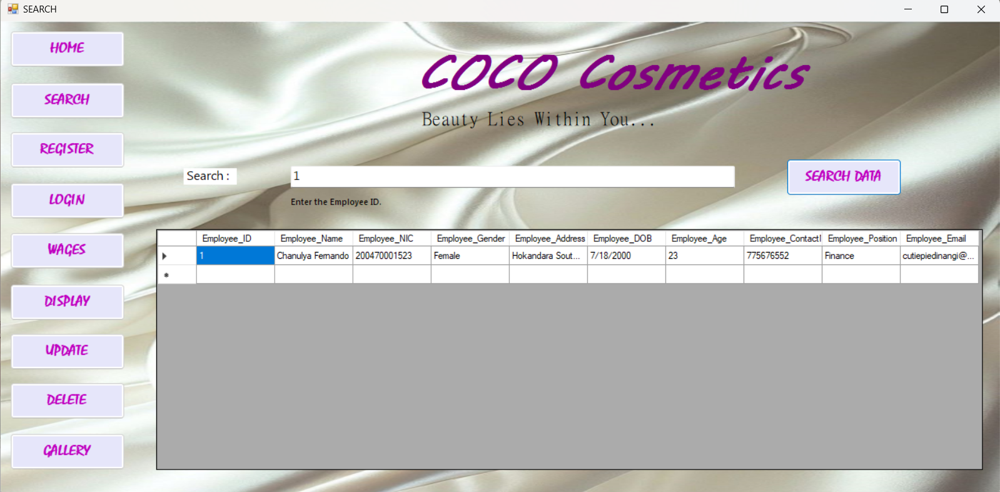 SEARCH
HOME
SEARCH
REGISTER
LOGIN
WAGES
DISPLAY
UPDATE
DELETE
GALLERY
COCO Cosmetics
Beauty Lies Within You...
Search : 1 SEARCH DATA
Enter the Employee ID.
Employee_ID Employee_Name Employee_NIC Employee_Gender Employee_Address Employee_DOB Employee_Age Employee_Contact Employee_Position Employee_Email
1 Chanulya Fernando 200470001523 Female Hokandara Sout... 7/18/2000 23 775676552 Finance cutiepiedinangi@...